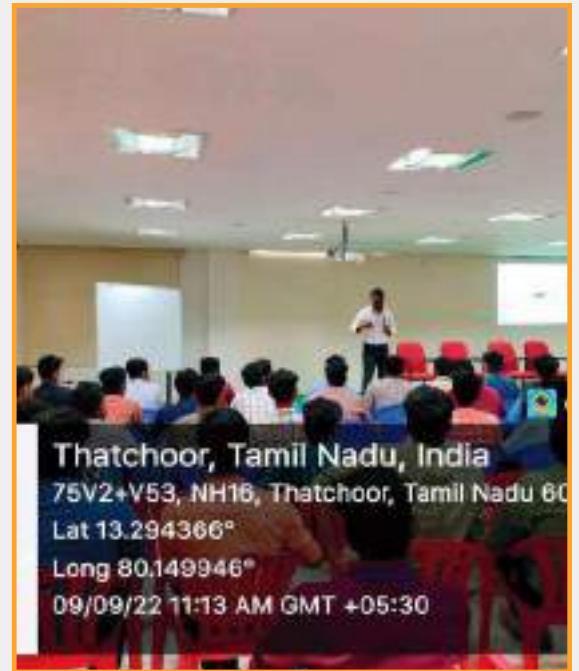 Thatchoor, Tamil Nadu, India
75V2+V53, NH16, Thatchoor, Tamil Nadu 60
Lat 13.294366°
Long 80.149946°
09/09/22 11:13 AM GMT +05:30